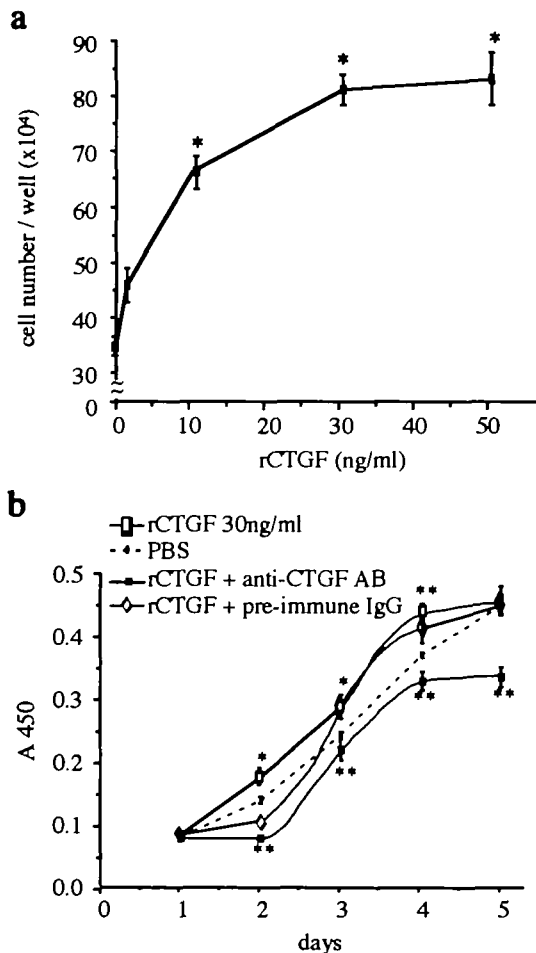 a
cell number / well (x10⁴)
90
80
70
60
50
40
30
0
* * *
0 10 20 30 40 50
rCTGF (ng/ml)
b
rCTGF 30ng/ml
PBS
rCTGF + anti-CTGF AB
rCTGF + pre-immune IgG
A 450
0.5
0.4
0.3
0.2
0.1
0.0
* * **
** ** ** **
0 1 2 3 4 5
days